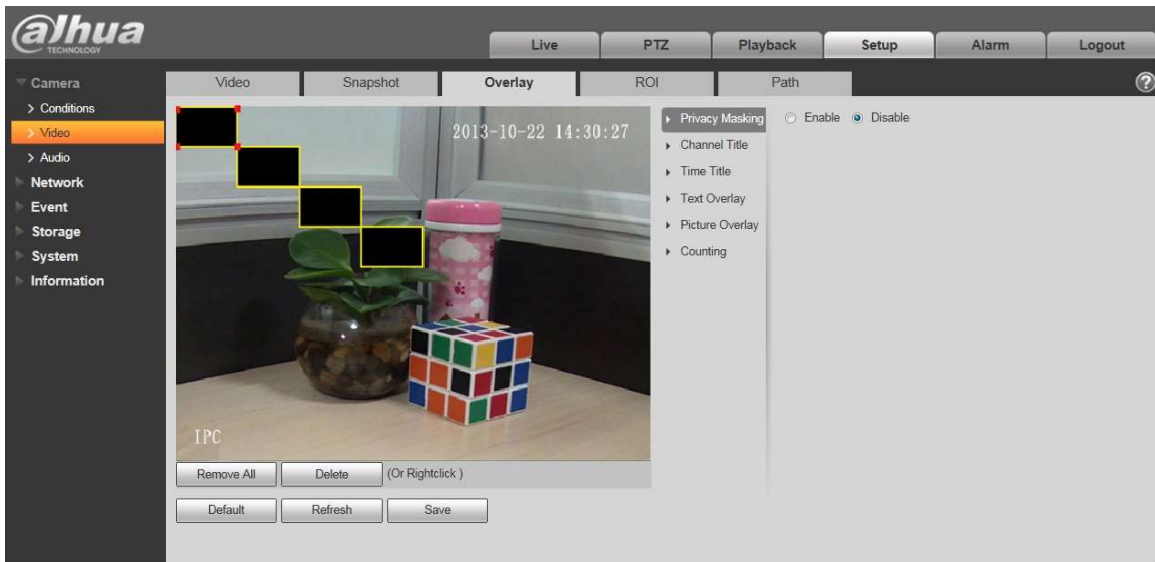 alhua
TECHNOLOGY
Live PTZ Playback Setup Alarm Logout
Camera
Conditions
Video
Audio
Network
Event
Storage
System
Information
Video Snapshot Overlay ROI Path
?
2013-10-22 14:30:27
IPC
Privacy Masking
Enable Disable
Channel Title
Time Title
Text Overlay
Picture Overlay
Counting
Remove All Delete (Or Rightclick )
Default Refresh Save